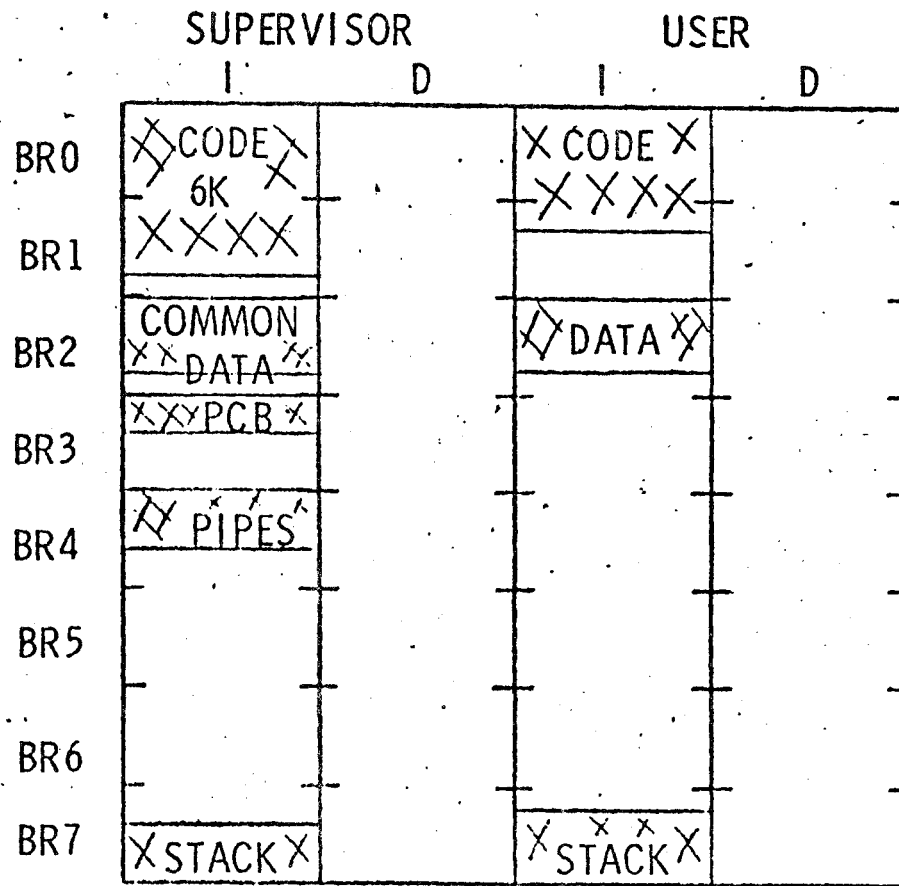 SUPERVISOR USER
I D I D
BR0 CODE CODE
6K
BR1
COMMON
BR2 DATA DATA
PCB
BR3
PIPES
BR4
BR5
BR6
BR7 STACK STACK